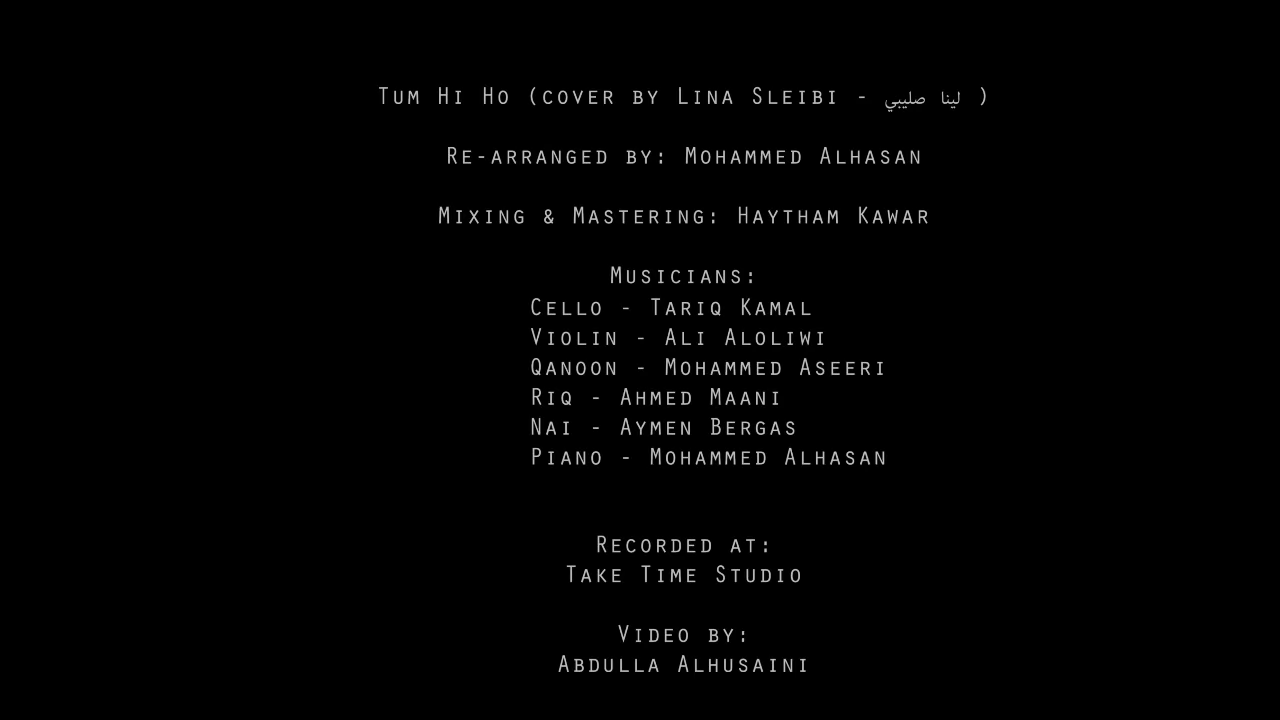 Tum Hi Ho (cover by Lina Sleibi - لينا صليبي )
Re-arranged by: Mohammed Alhasan
Mixing & Mastering: Haytham Kawar
Musicians:
Cello - Tariq Kamal
Violin - Ali Aloliwi
Qanoon - Mohammed Aseeri
Riq - Ahmed Maani
Nai - Aymen Bergas
Piano - Mohammed Alhasan
Recorded at:
Take Time Studio
Video by:
Abdulla Alhusaini